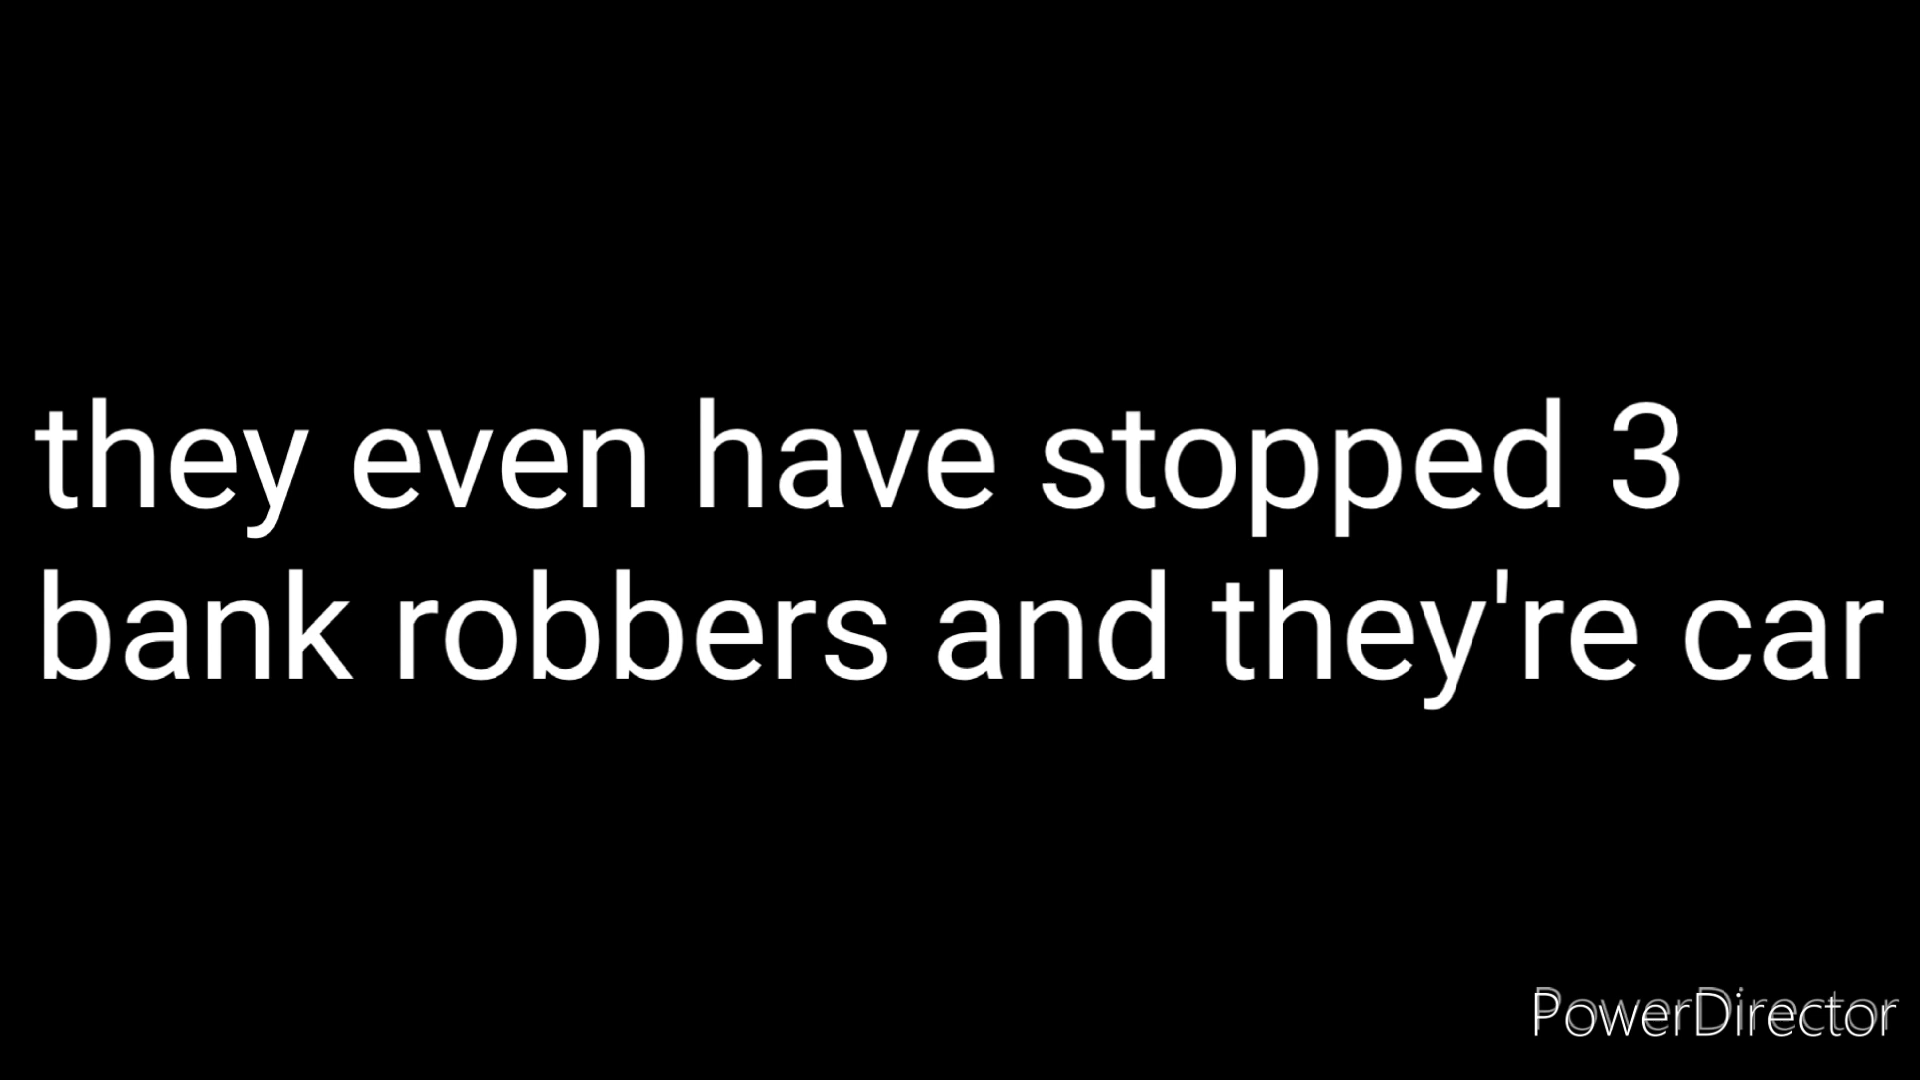 they even have stopped 3
bank robbers and they're car
PowerDirector